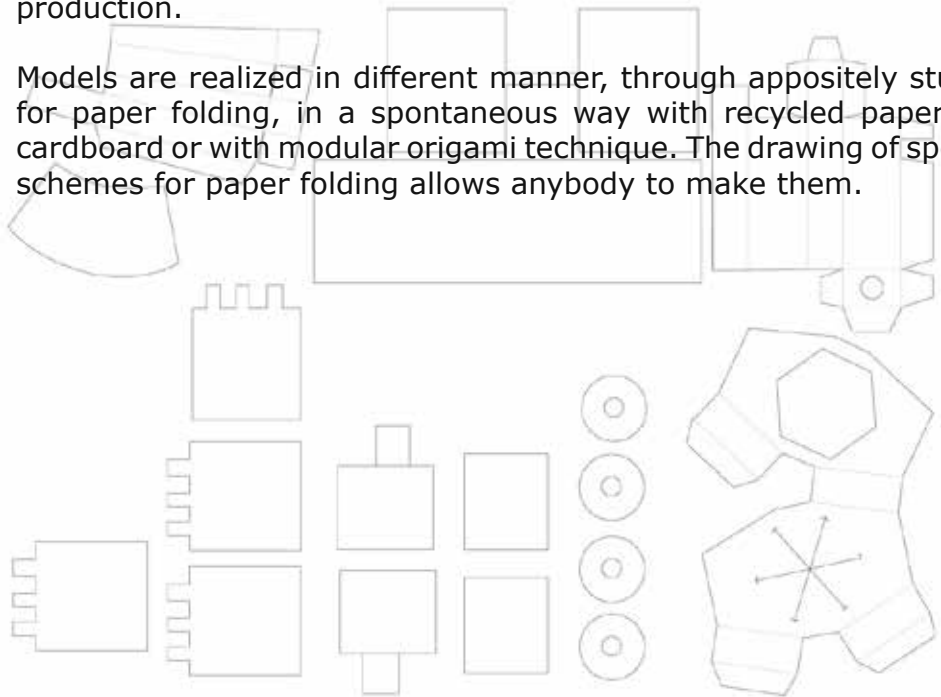 production.
Models are realized in different manner, through appositely stu
for paper folding, in a spontaneous way with recycled paper
cardboard or with modular origami technique. The drawing of sp
schemes for paper folding allows anybody to make them.